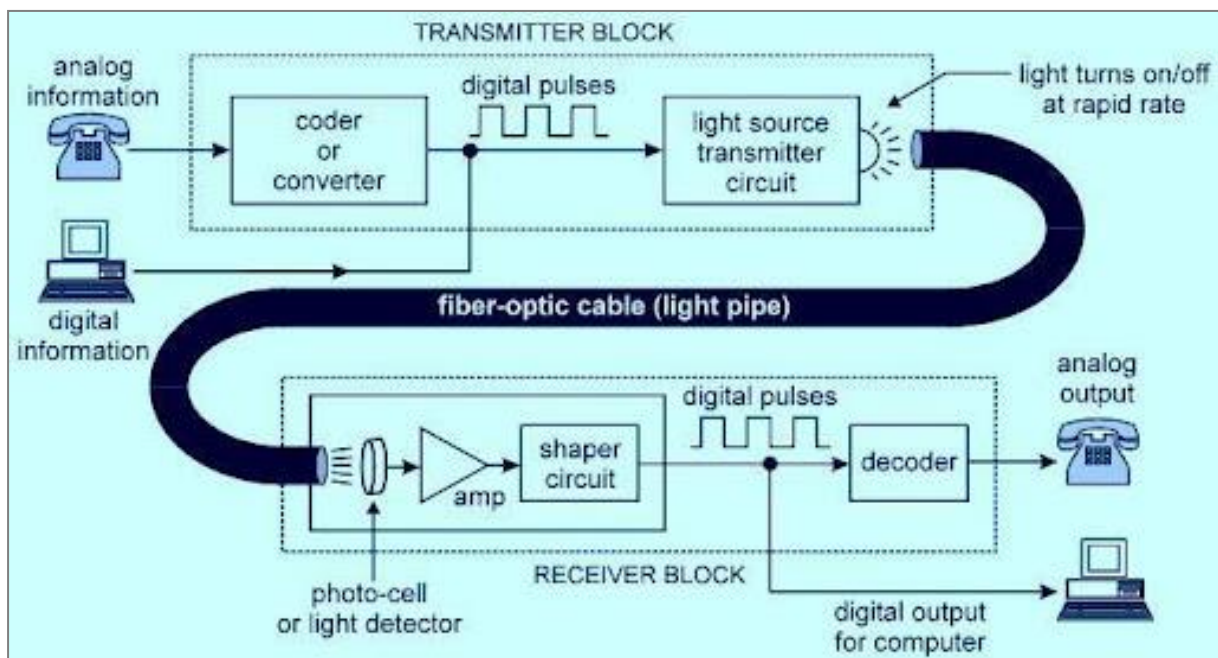 TRANSMITTER BLOCK
analog
information
coder
or
converter
digital pulses
light source
transmitter
circuit
light turns on/off
at rapid rate
digital
information
fiber-optic cable (light pipe)
photo-cell
or light detector
amp
shaper
circuit
digital pulses
decoder
analog
output
RECEIVER BLOCK
digital output
for computer